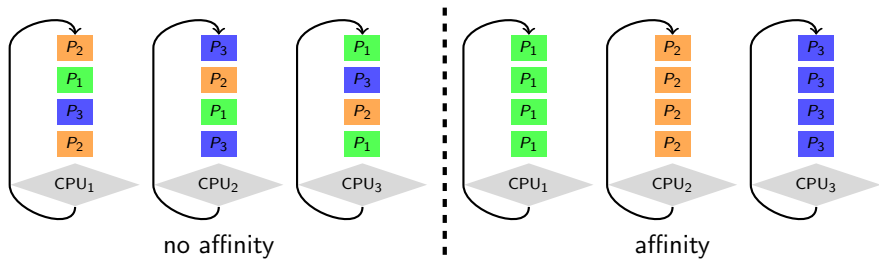 P₂ P₃ P₁ P₁ P₂ P₃
P₁ P₂ P₃ P₁ P₂ P₃
P₃ P₁ P₂ P₁ P₂ P₃
P₂ P₃ P₁ P₁ P₂ P₃
CPU₁ CPU₂ CPU₃ CPU₁ CPU₂ CPU₃
no affinity affinity